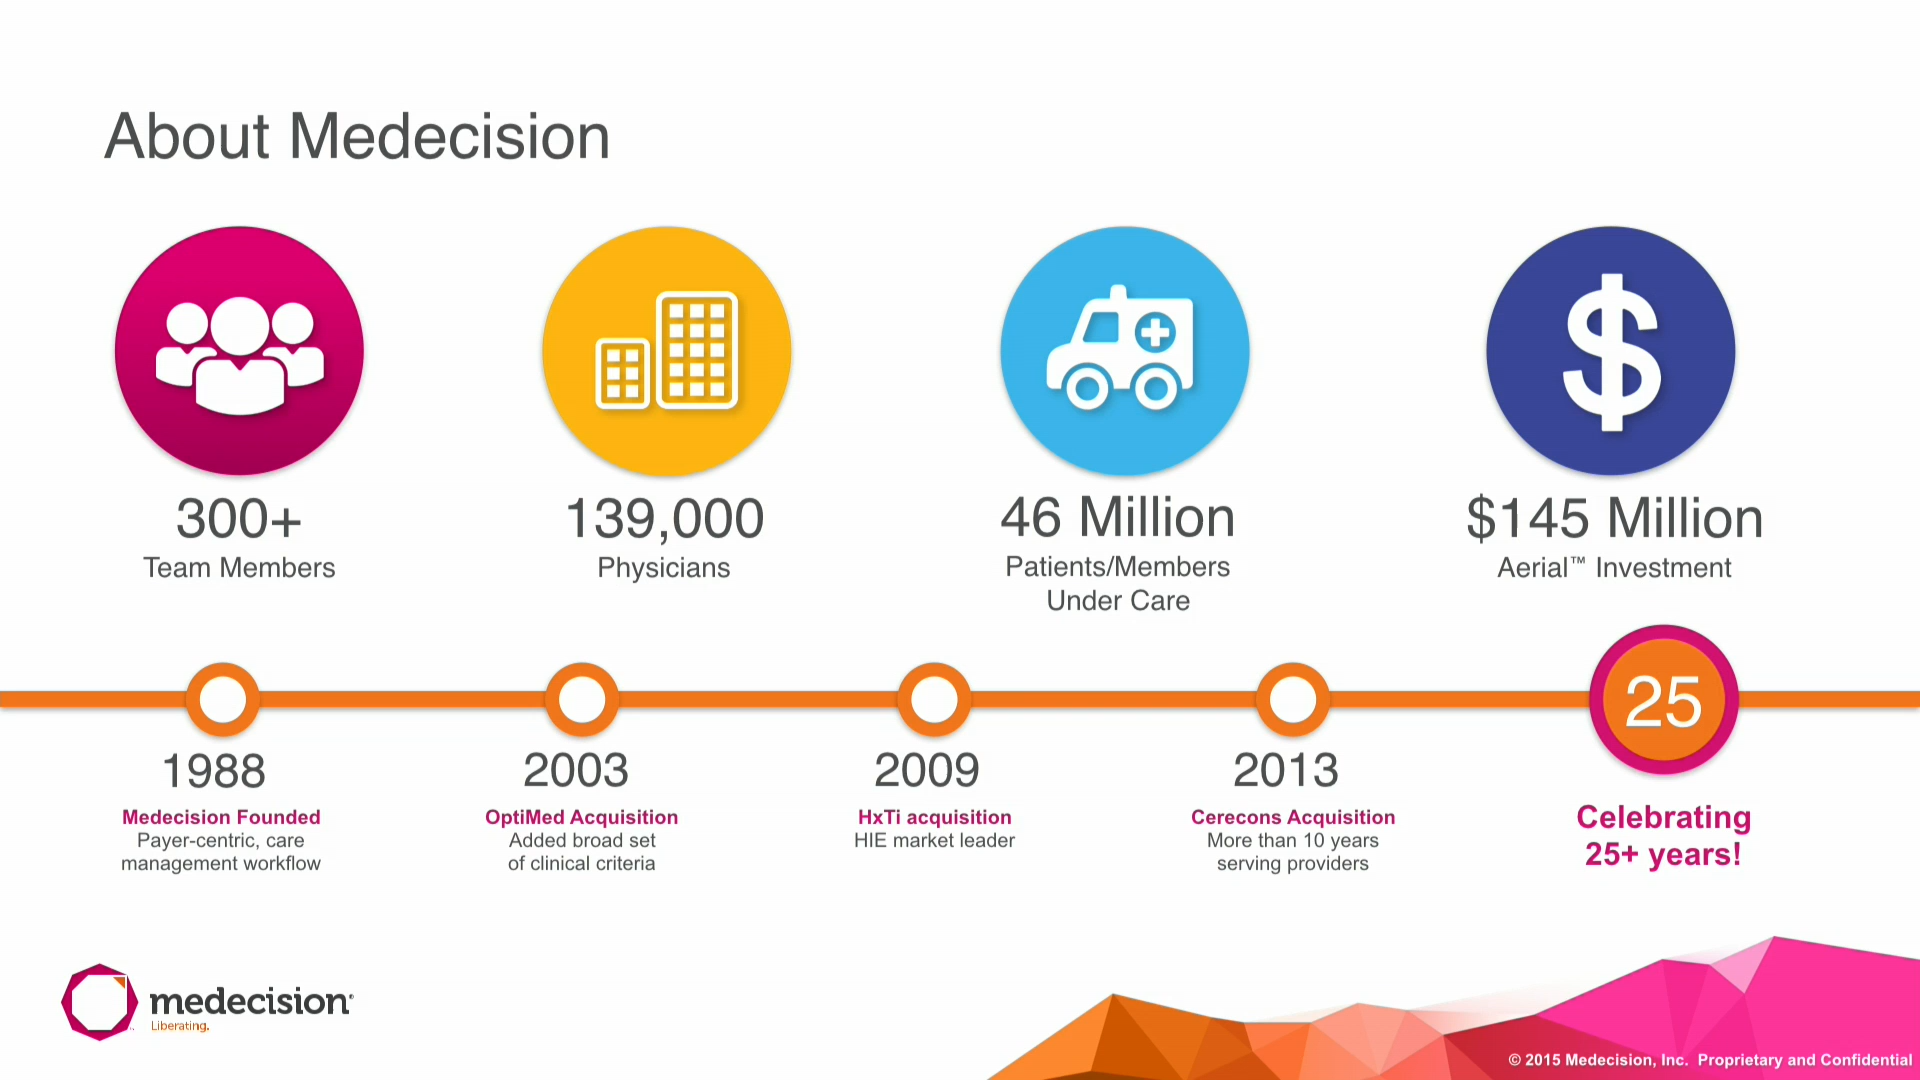 About Medecision
300+
Team Members
139,000
Physicians
46 Million
Patients/Members
Under Care
$145 Million
Aerial™ Investment
25
1988
Medecision Founded
Payer-centric, care
management workflow
2003
OptiMed Acquisition
Added broad set
of clinical criteria
2009
HxTi acquisition
HIE market leader
2013
Cerecons Acquisition
More than 10 years
serving providers
Celebrating
25+ years!
medecision®
Liberating.
© 2015 Medecision, Inc. Proprietary and Confidential